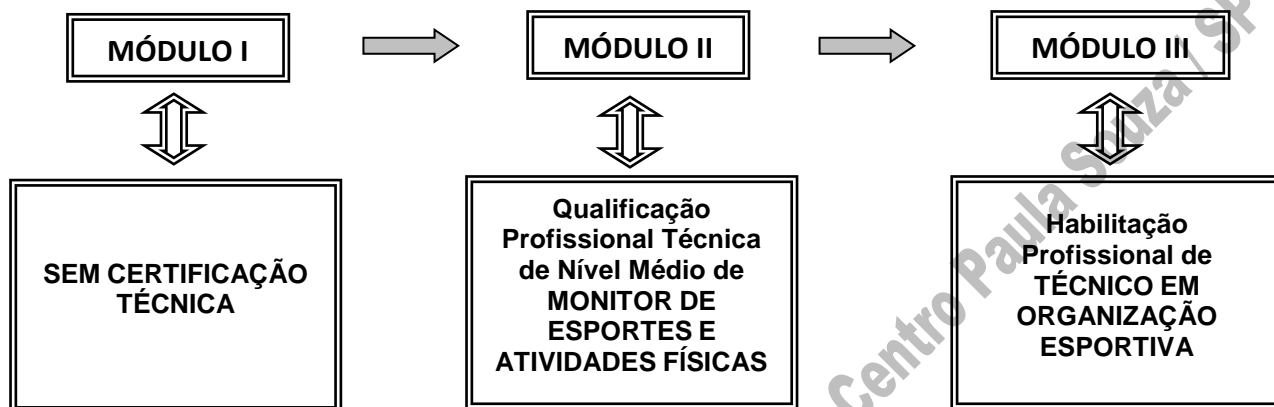 MÓDULO I
MÓDULO II
MÓDULO III
SEM CERTIFICAÇÃO
TÉCNICA
Qualificação
Profissional Técnica
de Nível Médio de
MONITOR DE
ESPORTES E
ATIVIDADES FÍSICAS
Habilitação
Profissional de
TÉCNICO EM
ORGANIZAÇÃO
ESPORTIVA
Centro Paula Souza / SP